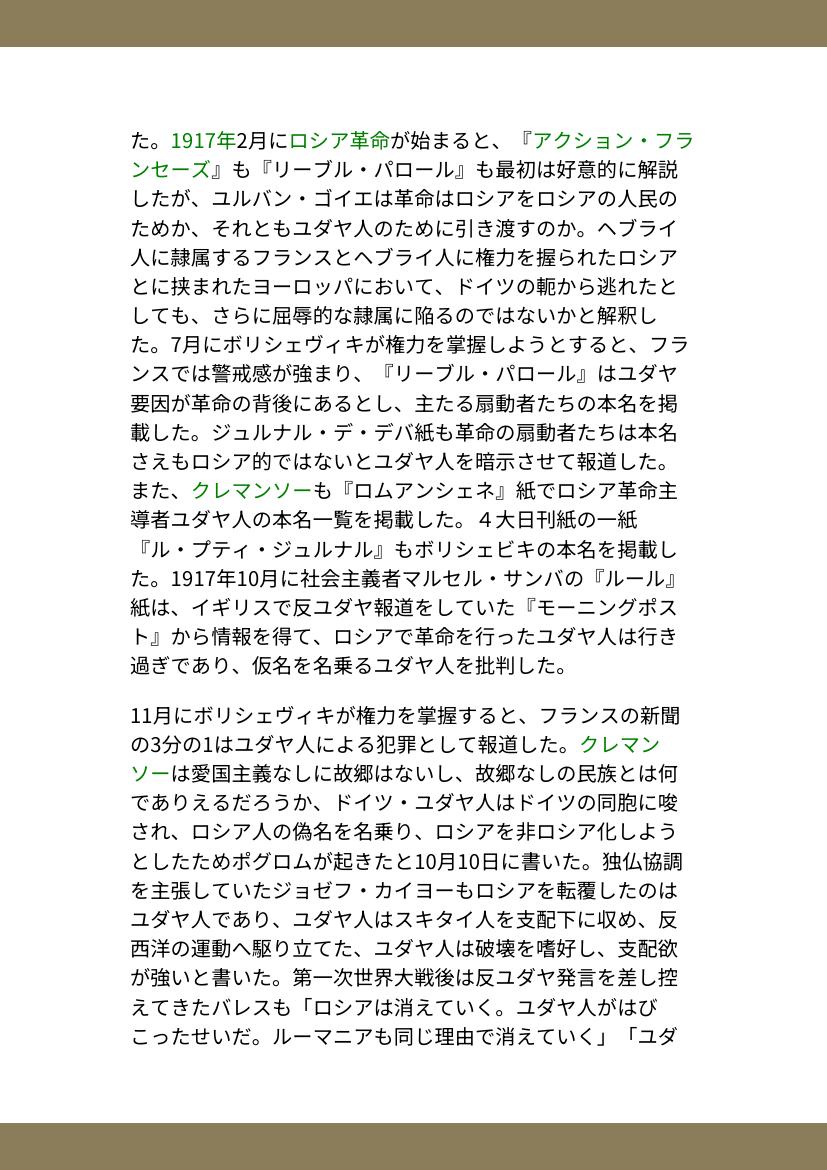 た。1917年2月にロシア革命が始まると、『アクション・フラ
ンセーズ』も『リーブル・パロール』も最初は好意的に解説
したが、ユルバン・ゴイエは革命はロシアをロシアの人民の
ためか、それともユダヤ人のために引き渡すのか。ヘブライ
人に隷属するフランスとヘブライ人に権力を握られたロシア
とに挟まれたヨーロッパにおいて、ドイツの軛から逃れたと
しても、さらに屈辱的な隷属に陥るのではないかと解釈し
た。7月にボリシェヴィキが権力を掌握しようとすると、フラ
ンスでは警戒感が強まり、『リーブル・パロール』はユダヤ
要因が革命の背後にあるとし、主たる扇動者たちの本名を掲
載した。ジュルナル・デ・デバ紙も革命の扇動者たちは本名
さえもロシア的ではないとユダヤ人を暗示させて報道した。
また、クレマンソーも『ロムアンシェネ』紙でロシア革命主
導者ユダヤ人の本名一覧を掲載した。４大日刊紙の一紙
『ル・プティ・ジュルナル』もボリシェビキの本名を掲載し
た。1917年10月に社会主義者マルセル・サンバの『ルール』
紙は、イギリスで反ユダヤ報道をしていた『モーニングポス
ト』から情報を得て、ロシアで革命を行ったユダヤ人は行き
過ぎであり、仮名を名乗るユダヤ人を批判した。
11月にボリシェヴィキが権力を掌握すると、フランスの新聞
の3分の1はユダヤ人による犯罪として報道した。クレマン
ソーは愛国主義なしに故郷はないし、故郷なしの民族とは何
でありえるだろうか、ドイツ・ユダヤ人はドイツの同胞に唆
され、ロシア人の偽名を名乗り、ロシアを非ロシア化しよう
としたためポグロムが起きたと10月10日に書いた。独仏協調
を主張していたジョゼフ・カイヨーもロシアを転覆したのは
ユダヤ人であり、ユダヤ人はスキタイ人を支配下に収め、反
西洋の運動へ駆り立てた、ユダヤ人は破壊を嗜好し、支配欲
が強いと書いた。第一次世界大戦後は反ユダヤ発言を差し控
えてきたバレスも「ロシアは消えていく。ユダヤ人がはび
こったせいだ。ルーマニアも同じ理由で消えていく」「ユダ